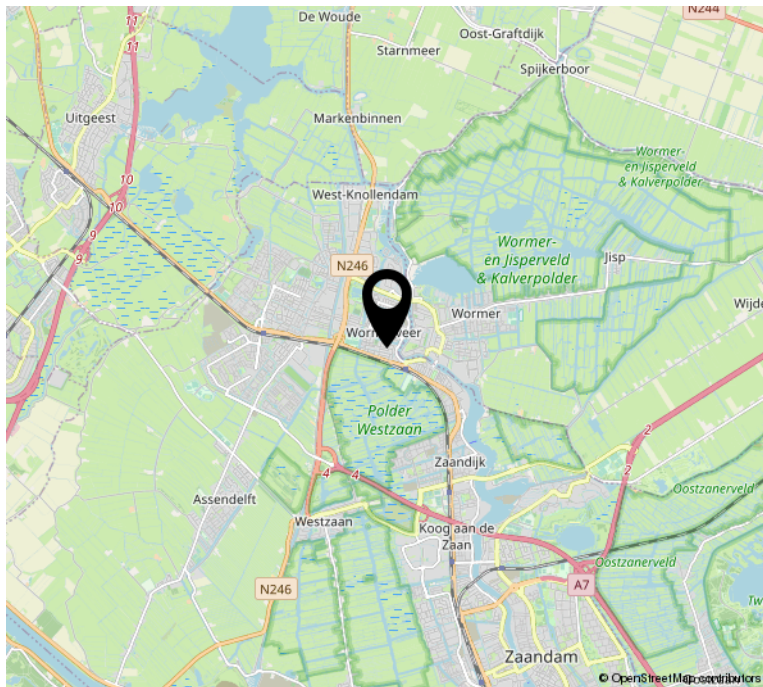 De Woude
N244
11
11
Oost-Graftdijk
Starnmeer
Spijkerboor
Uitgeest
Markenbinnen
Wormer-
en Jisperveld
& Kalverpolder
10
10
West-Knollendam
9
9
Wormer-
en Jisperveld
& Kalverpolder
Jisp
N246
Wormer
2
2
Polder
Westzaan
Zaandijk
4
4
Assendelft
Oostzanerveld
Westzaan
Koog aan de
Zaan
Oostzanerveld
N246
A7
Zaandam
© OpenStreetMap contributors